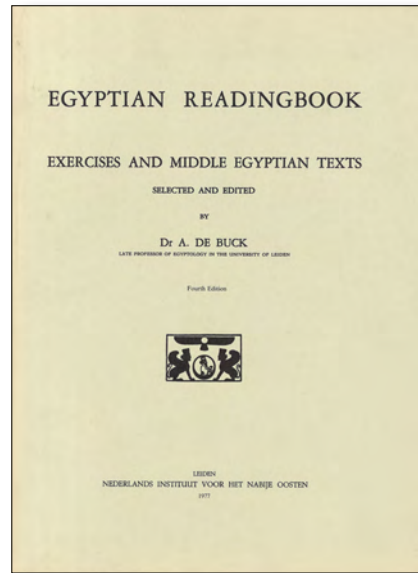 EGYPTIAN READINGBOOK
EXERCISES AND MIDDLE EGYPTIAN TEXTS
SELECTED AND EDITED
BY
Dr A. DE BUCK
LATE PROFESSOR OF EGYPTOLOGY IN THE UNIVERSITY OF LEIDEN
Fourth Edition
LEIDEN
NEDERLANDS INSTITUUT VOOR HET NABIJE OOSTEN
1977